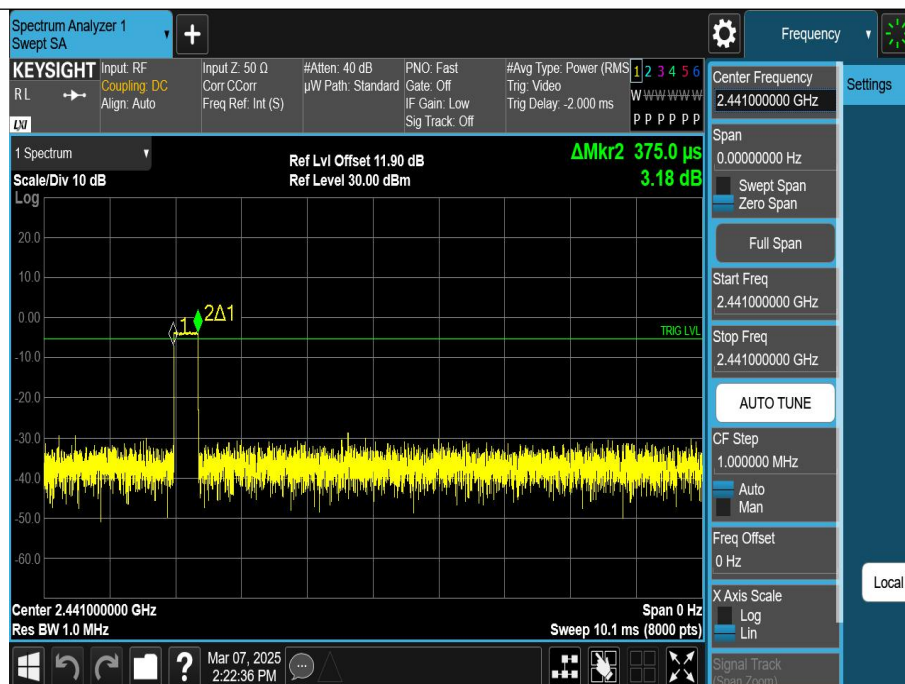 Spectrum Analyzer 1
Swept SA
+
Frequency
KEYSIGHT
RL
LXI
Input: RF
Coupling: DC
Align: Auto
Input Z: 50 Ω
Corr CCorr
Freq Ref: Int (S)
#Atten: 40 dB
µW Path: Standard
PNO: Fast
Gate: Off
IF Gain: Low
Sig Track: Off
#Avg Type: Power (RMS
Trig: Video
Trig Delay: -2.000 ms
1 2 3 4 5 6
W W W W W W
P P P P P P
1 Spectrum
Scale/Div 10 dB
Log
Ref Lvl Offset 11.90 dB
Ref Level 30.00 dBm
ΔMkr2 375.0 µs
3.18 dB
20.0
10.0
0.00
-10.0
-20.0
-30.0
-40.0
-50.0
-60.0
1
2Δ1
TRIG LVL
Center 2.441000000 GHz
Res BW 1.0 MHz
Span 0 Hz
Sweep 10.1 ms (8000 pts)
Center Frequency
2.441000000 GHz
Span
0.00000000 Hz
Swept Span
Zero Span
Full Span
Start Freq
2.441000000 GHz
Stop Freq
2.441000000 GHz
AUTO TUNE
CF Step
1.000000 MHz
Auto
Man
Freq Offset
0 Hz
X Axis Scale
Log
Lin
Signal Track
(Span Zoom)
Settings
Local
?
Mar 07, 2025
2:22:36 PM